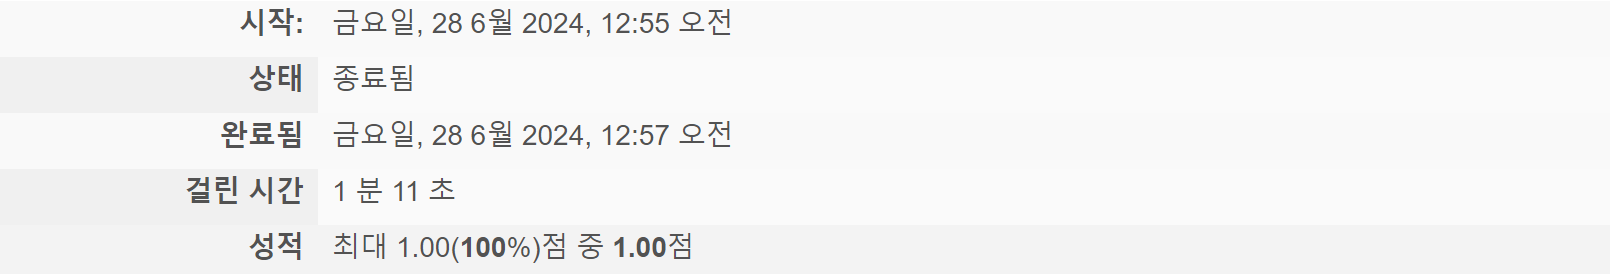 시작: 금요일, 28 6월 2024, 12:55 오전
상태 종료됨
완료됨 금요일, 28 6월 2024, 12:57 오전
걸린 시간 1 분 11 초
성적 최대 1.00(100%)점 중 1.00점